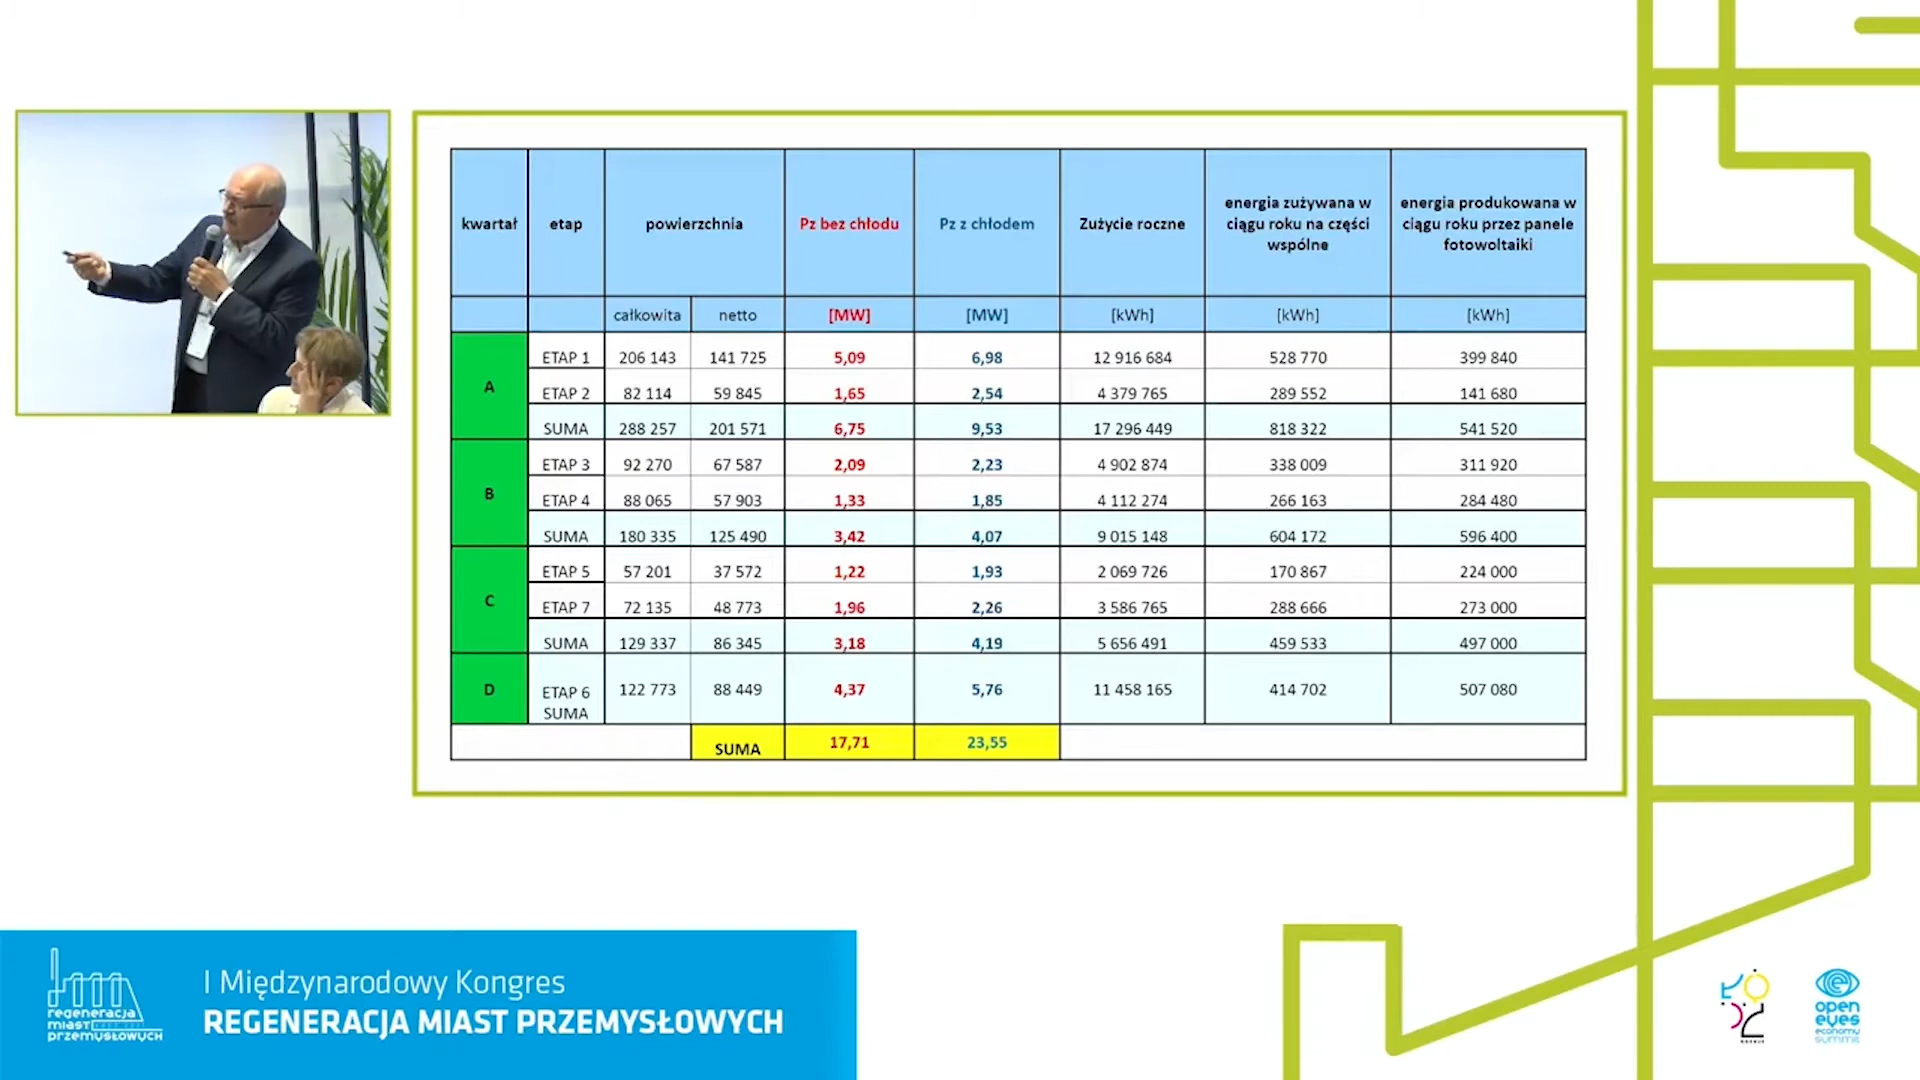 kwartał etap powierzchnia Pz bez chłodu Pz z chłodem Zużycie roczne energia zużywana w ciągu roku na części wspólne energia produkowana w ciągu roku przez panele fotowoltaiki
całkowita netto [MW] [MW] [kWh] [kWh] [kWh]
A
ETAP 1 206 143 141 725 5,09 6,98 12 916 684 528 770 399 840
ETAP 2 82 114 59 845 1,65 2,54 4 379 765 289 552 141 680
SUMA 288 257 201 571 6,75 9,53 17 296 449 818 322 541 520
B
ETAP 3 92 270 67 587 2,09 2,23 4 902 874 338 009 311 920
ETAP 4 88 065 57 903 1,33 1,85 4 112 274 266 163 284 480
SUMA 180 335 125 490 3,42 4,07 9 015 148 604 172 596 400
C
ETAP 5 57 201 37 572 1,22 1,93 2 069 726 170 867 224 000
ETAP 7 72 135 48 773 1,96 2,26 3 586 765 288 666 273 000
SUMA 129 337 86 345 3,18 4,19 5 656 491 459 533 497 000
D
ETAP 6 SUMA 122 773 88 449 4,37 5,76 11 458 165 414 702 507 080
SUMA 17,71 23,55
regeneracja
miast
przemysłowych
I Międzynarodowy Kongres
REGENERACJA MIAST PRZEMYSŁOWYCH
open
eyes
economy
summit